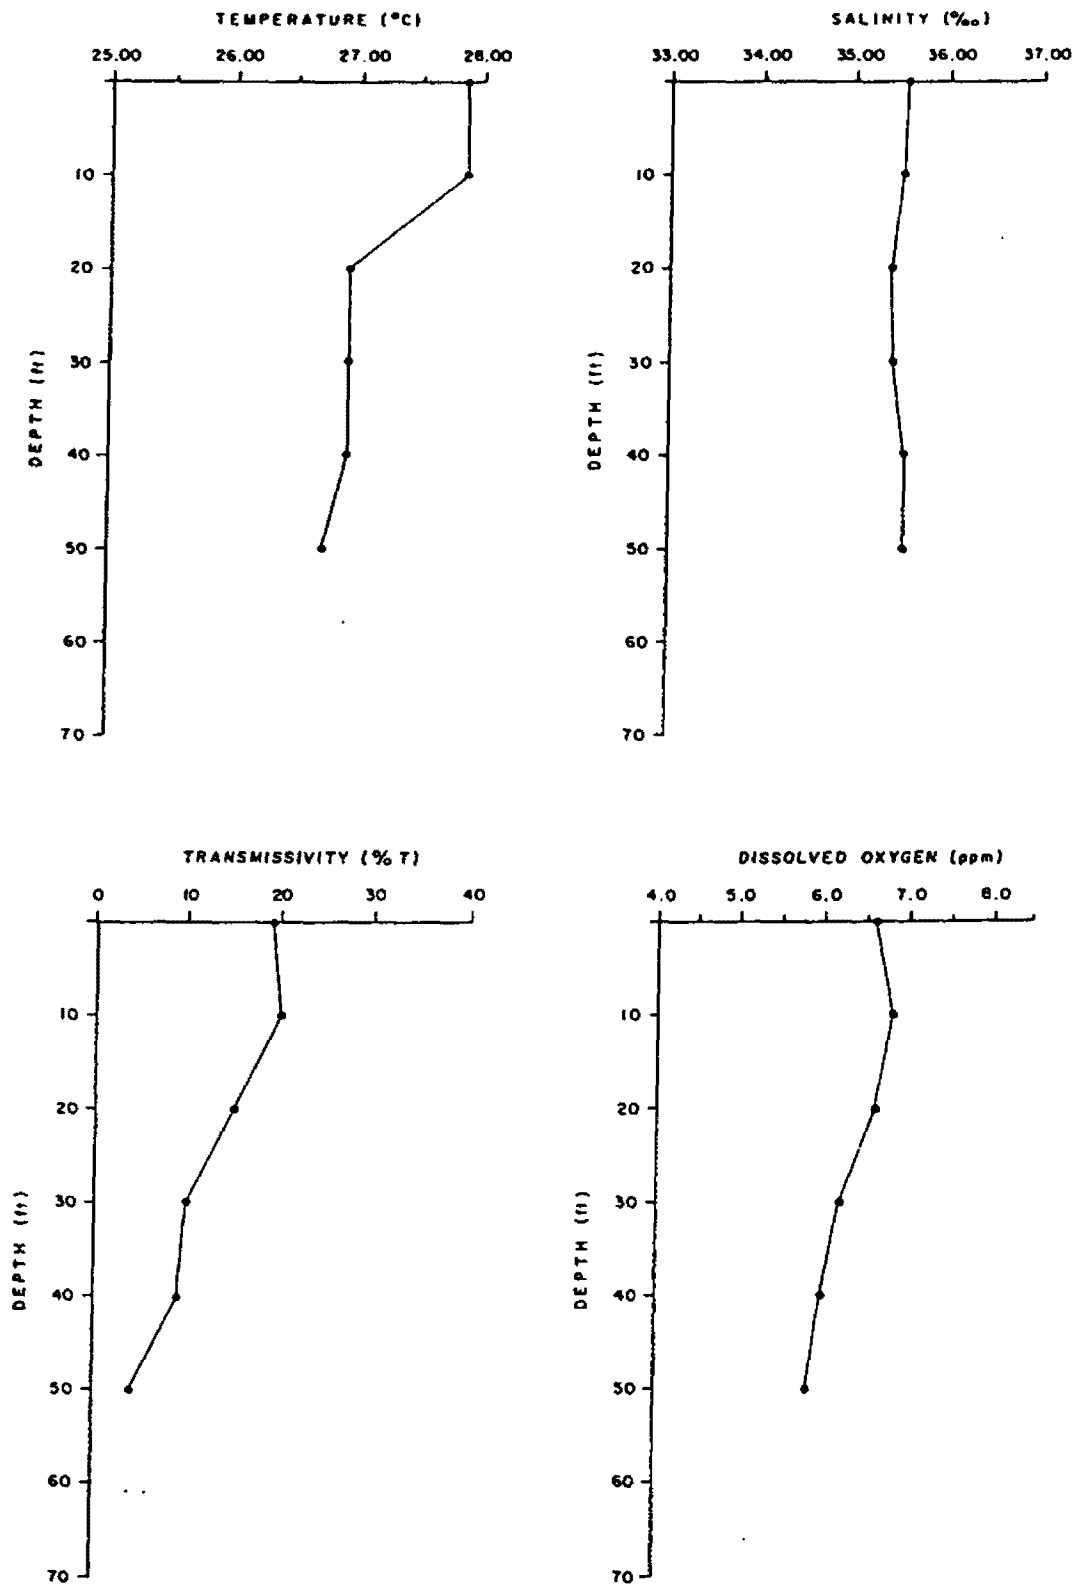 TEMPERATURE (°C)
25.00 26.00 27.00 28.00
10
20
30
40
50
60
70
DEPTH (ft)
SALINITY (‰)
33.00 34.00 35.00 36.00 37.00
10
20
30
40
50
60
70
DEPTH (ft)
TRANSMISSIVITY (% T)
0 10 20 30 40
10
20
30
40
50
60
70
DEPTH (ft)
DISSOLVED OXYGEN (ppm)
4.0 5.0 6.0 7.0 8.0
10
20
30
40
50
60
70
DEPTH (ft)